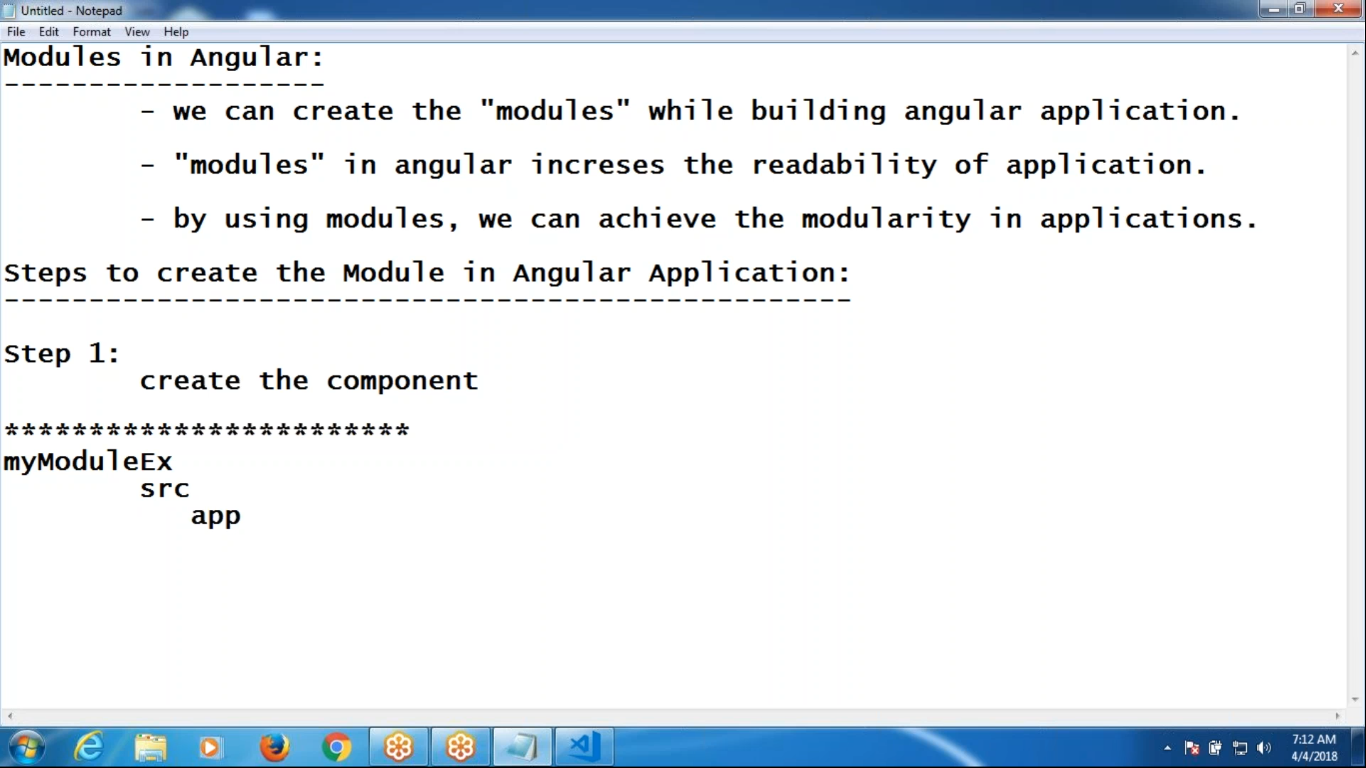 Untitled - Notepad
File Edit Format View Help
Modules in Angular:
-------------------
- we can create the "modules" while building angular application.
- "modules" in angular increses the readability of application.
- by using modules, we can achieve the modularity in applications.
Steps to create the Module in Angular Application:
--------------------------------------------------
Step 1:
create the component
************************
myModuleEx
src
app
7:12 AM
4/4/2018